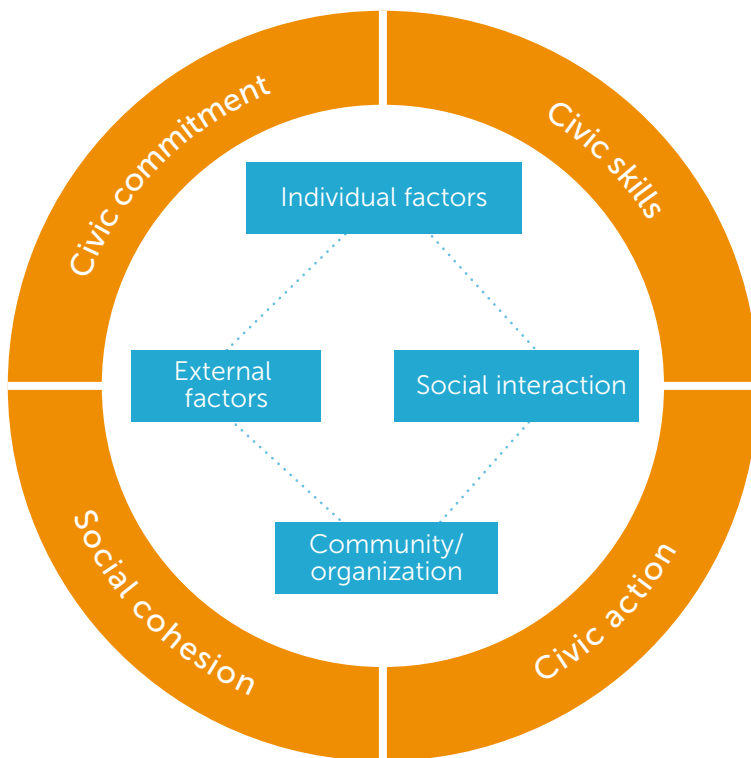 Civic commitment
Civic skills
Individual factors
External
factors
Social interaction
Community/
organization
Social cohesion
Civic action